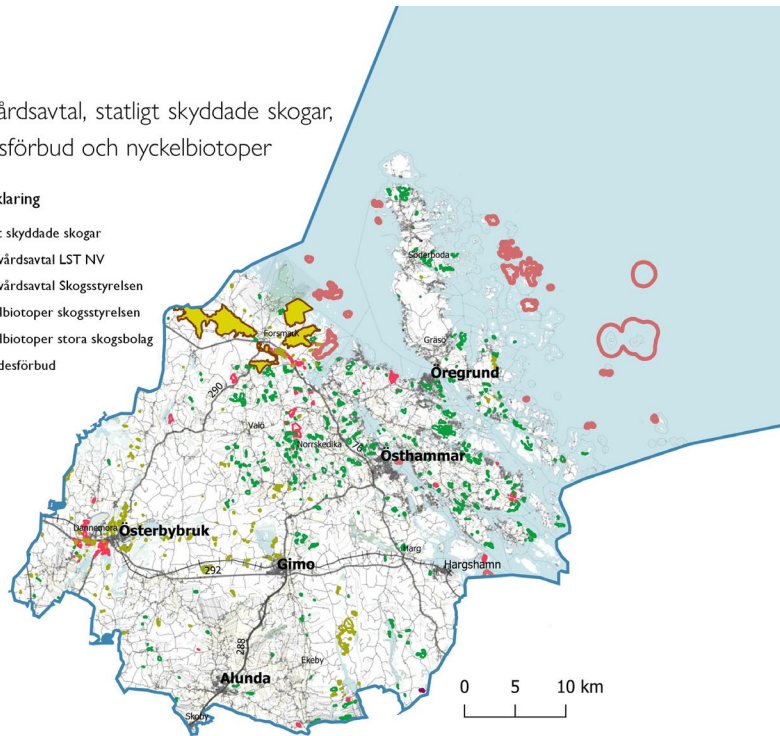 årdsavtal, statligt skyddade skogar,
sförbud och nyckelbiotoper
klaring
t skyddade skogar
vårdsavtal LST NV
vårdsavtal Skogsstyrelsen
lbiotoper skogsstyrelsen
lbiotoper stora skogsbolag
desförbud
Söderboda
Forsmark
Gräsö
Öregrund
290
Valö
Norrskedika
76
Östhammar
Dannemora
Österbybruk
292
Gimo
Harg
Hargshamn
288
Ekeby
Alunda
Skoby
0 5 10 km